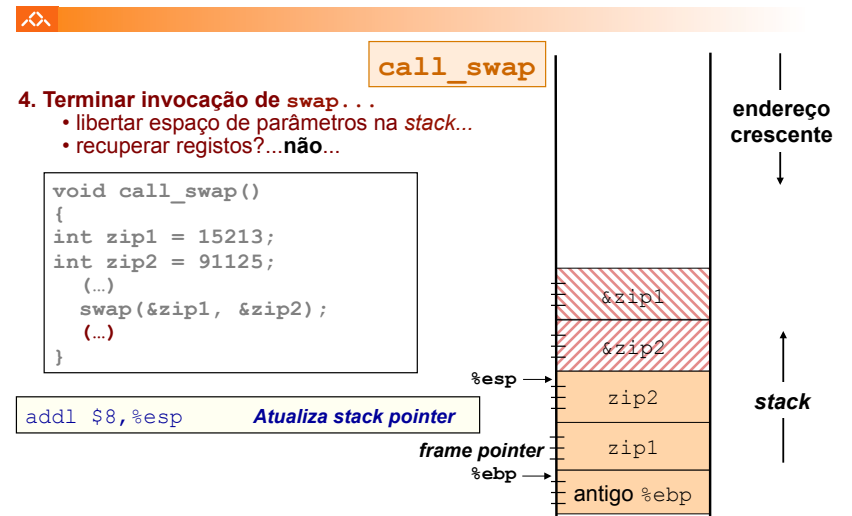 call_swap
4. Terminar invocação de swap...
• libertar espaço de parâmetros na stack...
• recuperar registos?...não...
void call_swap()
{
int zip1 = 15213;
int zip2 = 91125;
(…)
swap(&zip1, &zip2);
(…)
}
addl $8,%esp Atualiza stack pointer
endereço
crescente
&zip1
&zip2
%esp
zip2
stack
frame pointer
zip1
%ebp
antigo %ebp